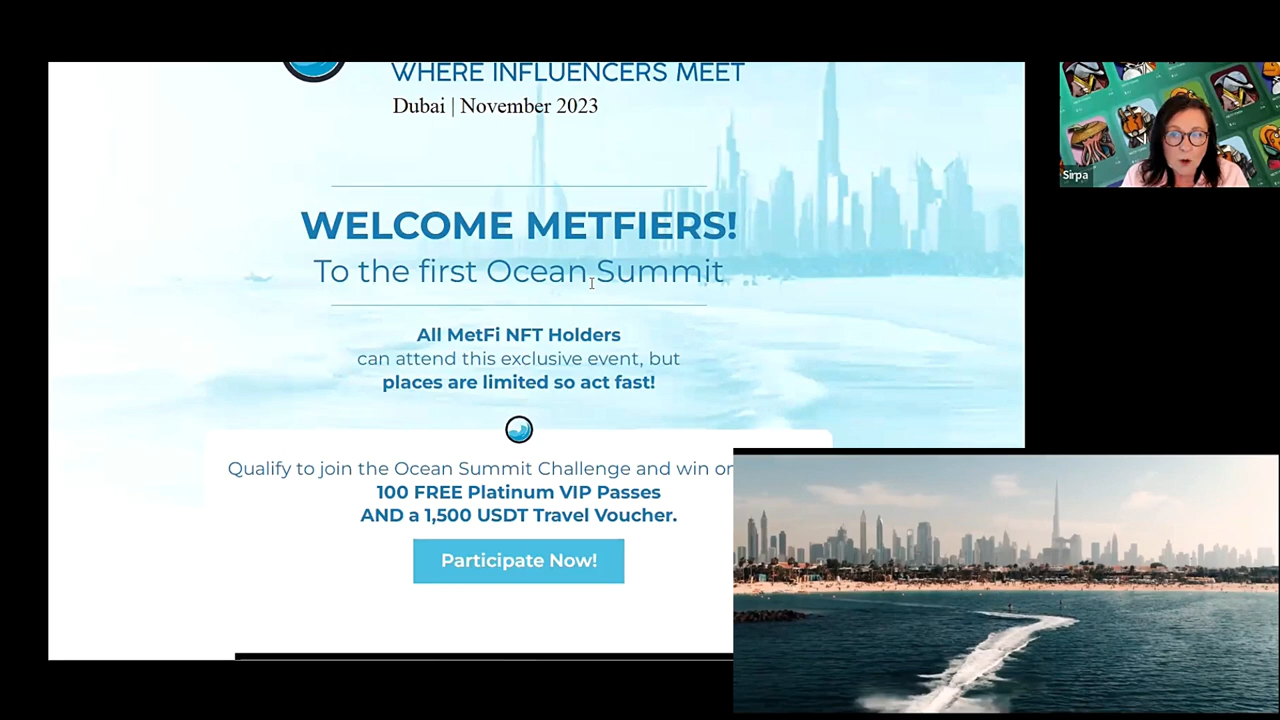 WHERE INFLUENCERS MEET
Dubai | November 2023
WELCOME METFIERS!
To the first Ocean Summit
All MetFi NFT Holders
can attend this exclusive event, but
places are limited so act fast!
Qualify to join the Ocean Summit Challenge and win
100 FREE Platinum VIP Passes
AND a 1,500 USDT Travel Voucher.
Participate Now!
Sirpa